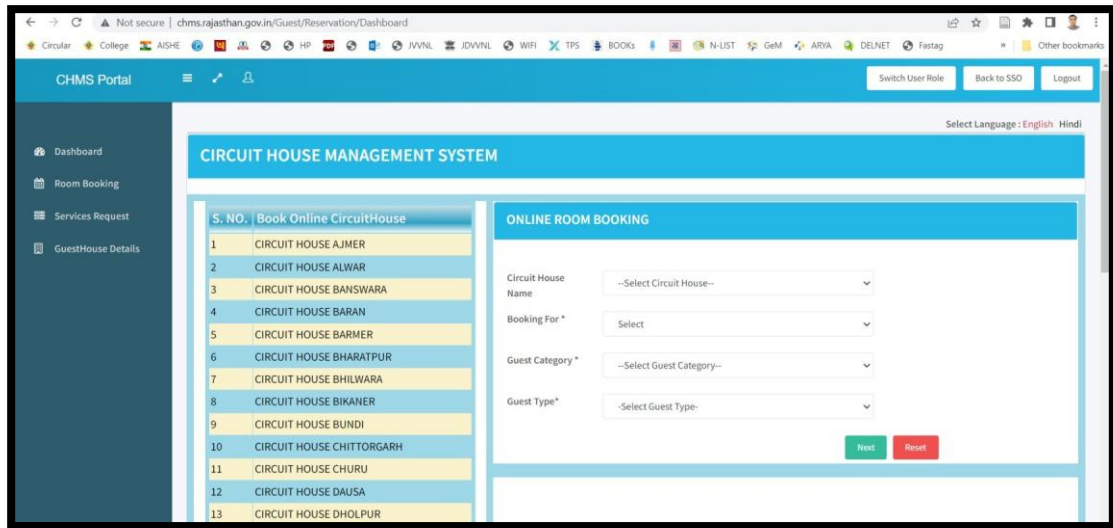 Not secure | chms.rajasthan.gov.in/Guest/Reservation/Dashboard
Circular College AISHE HP PDF JVVNL JDVVNL WIFI TPS BOOKs N-LIST GeM ARYA DELNET Fastag » Other bookmarks
CHMS Portal
Switch User Role Back to SSO Logout
Select Language : English Hindi
Dashboard
Room Booking
Services Request
GuestHouse Details
CIRCUIT HOUSE MANAGEMENT SYSTEM
S. NO. Book Online CircuitHouse
1 CIRCUIT HOUSE AJMER
2 CIRCUIT HOUSE ALWAR
3 CIRCUIT HOUSE BANSWARA
4 CIRCUIT HOUSE BARAN
5 CIRCUIT HOUSE BARMER
6 CIRCUIT HOUSE BHARATPUR
7 CIRCUIT HOUSE BHILWARA
8 CIRCUIT HOUSE BIKANER
9 CIRCUIT HOUSE BUNDI
10 CIRCUIT HOUSE CHITTORGARH
11 CIRCUIT HOUSE CHURU
12 CIRCUIT HOUSE DAUSA
13 CIRCUIT HOUSE DHOLPUR
ONLINE ROOM BOOKING
Circuit House
Name
--Select Circuit House--
Booking For *
Select
Guest Category *
--Select Guest Category--
Guest Type*
-Select Guest Type-
Next Reset